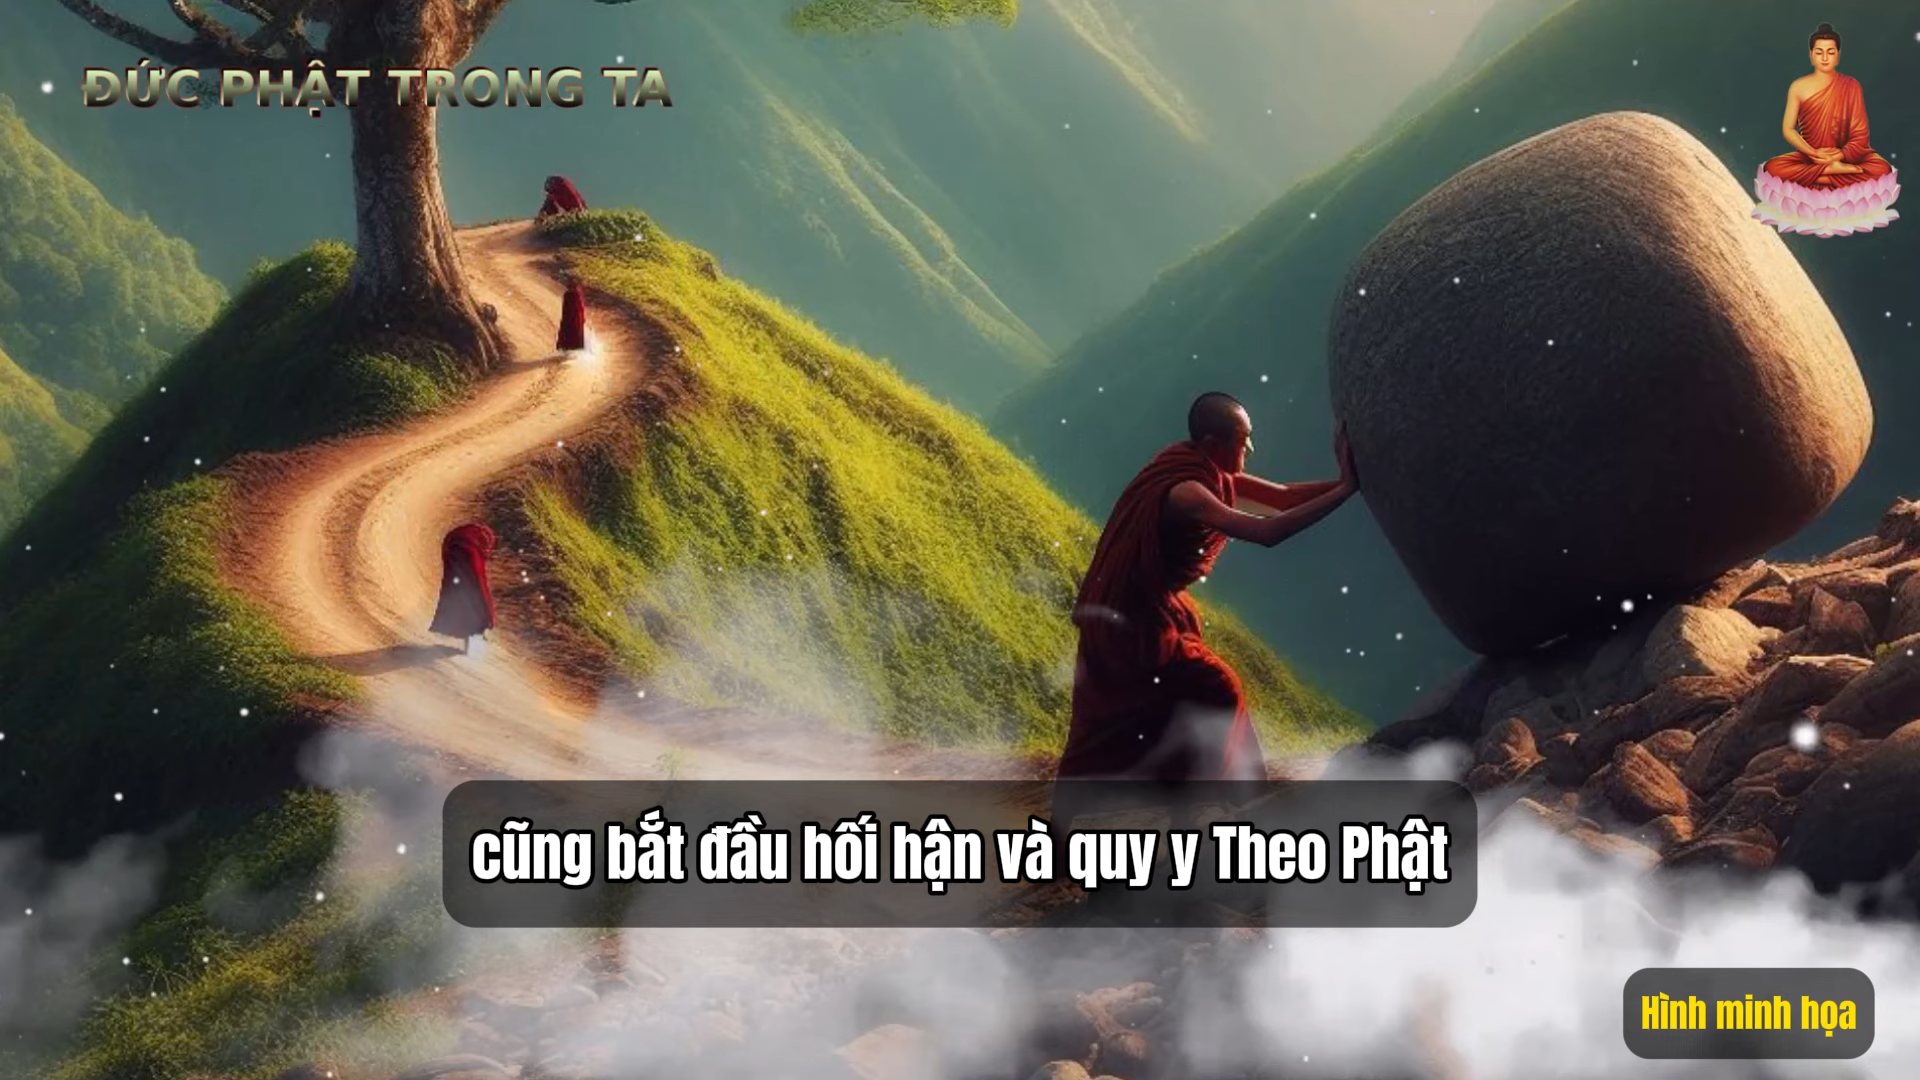 ĐỨC PHẬT TRONG TA
cũng bắt đầu hối hận và quy y Theo Phật
Hình minh họa